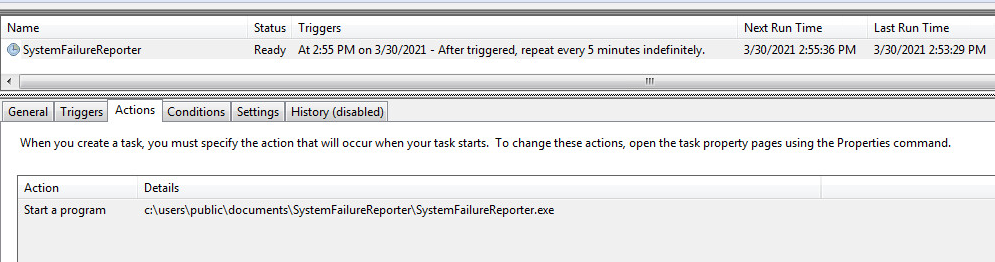 Name Status Triggers Next Run Time Last Run Time
SystemFailureReporter Ready At 2:55 PM on 3/30/2021 - After triggered, repeat every 5 minutes indefinitely. 3/30/2021 2:55:36 PM 3/30/2021 2:53:29 PM
General Triggers Actions Conditions Settings History (disabled)
When you create a task, you must specify the action that will occur when your task starts. To change these actions, open the task property pages using the Properties command.
Action Details
Start a program c:\users\public\documents\SystemFailureReporter\SystemFailureReporter.exe